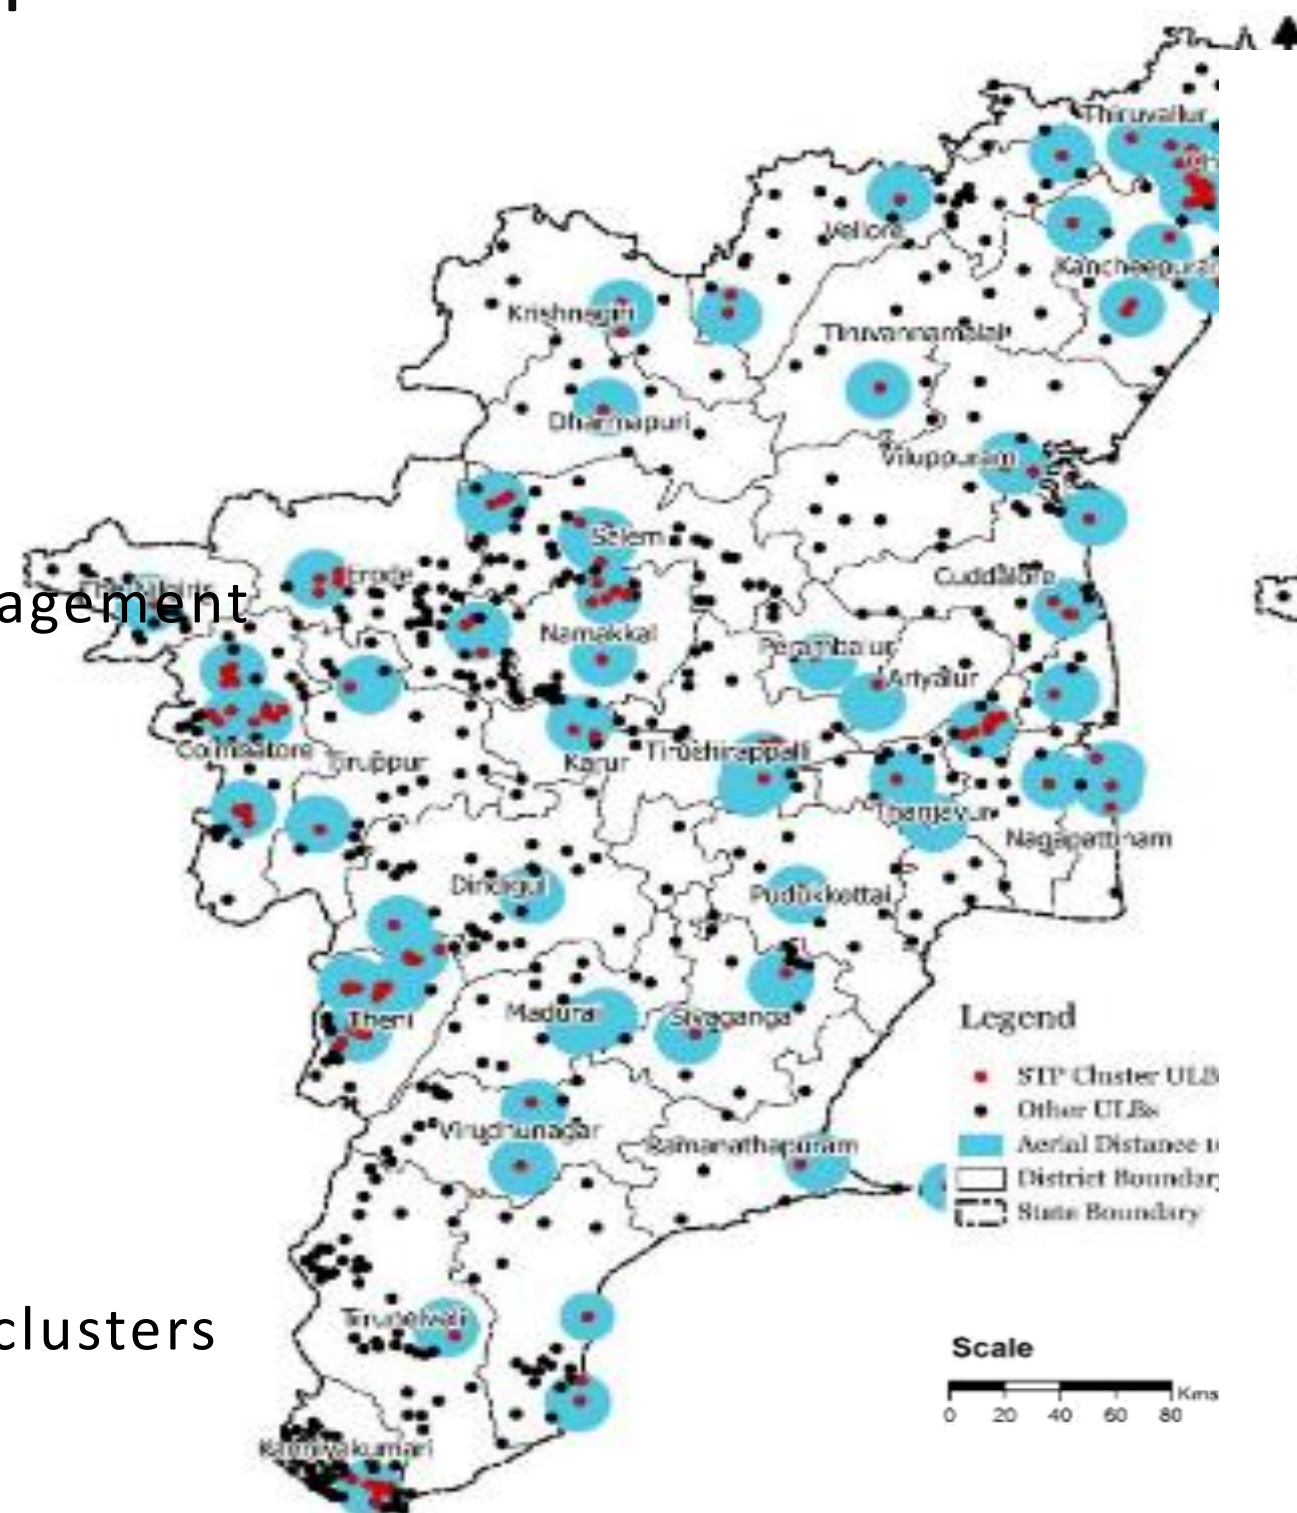 Thiruvallur
Vellore
Kancheepuram
Krishnagiri
Tiruvannamalai
Dharmapuri
Viluppuram
Salem
Erode
Cuddalore
agement
Namakkal
Perambalur
Ariyalur
Coimbatore
Tiruppur
Karur
Tiruchirappalli
Thanjavur
Nagapattinam
Dindigul
Pudukkottai
Madurai
Sivaganga
Theni
Legend
STP Cluster ULB
Other ULBs
Aerial Distance
District Boundary
State Boundary
Virudhunagar
Ramanathapuram
Tirunelveli
clusters
Scale
Kms
0 20 40 60 80
Kanniyakumari